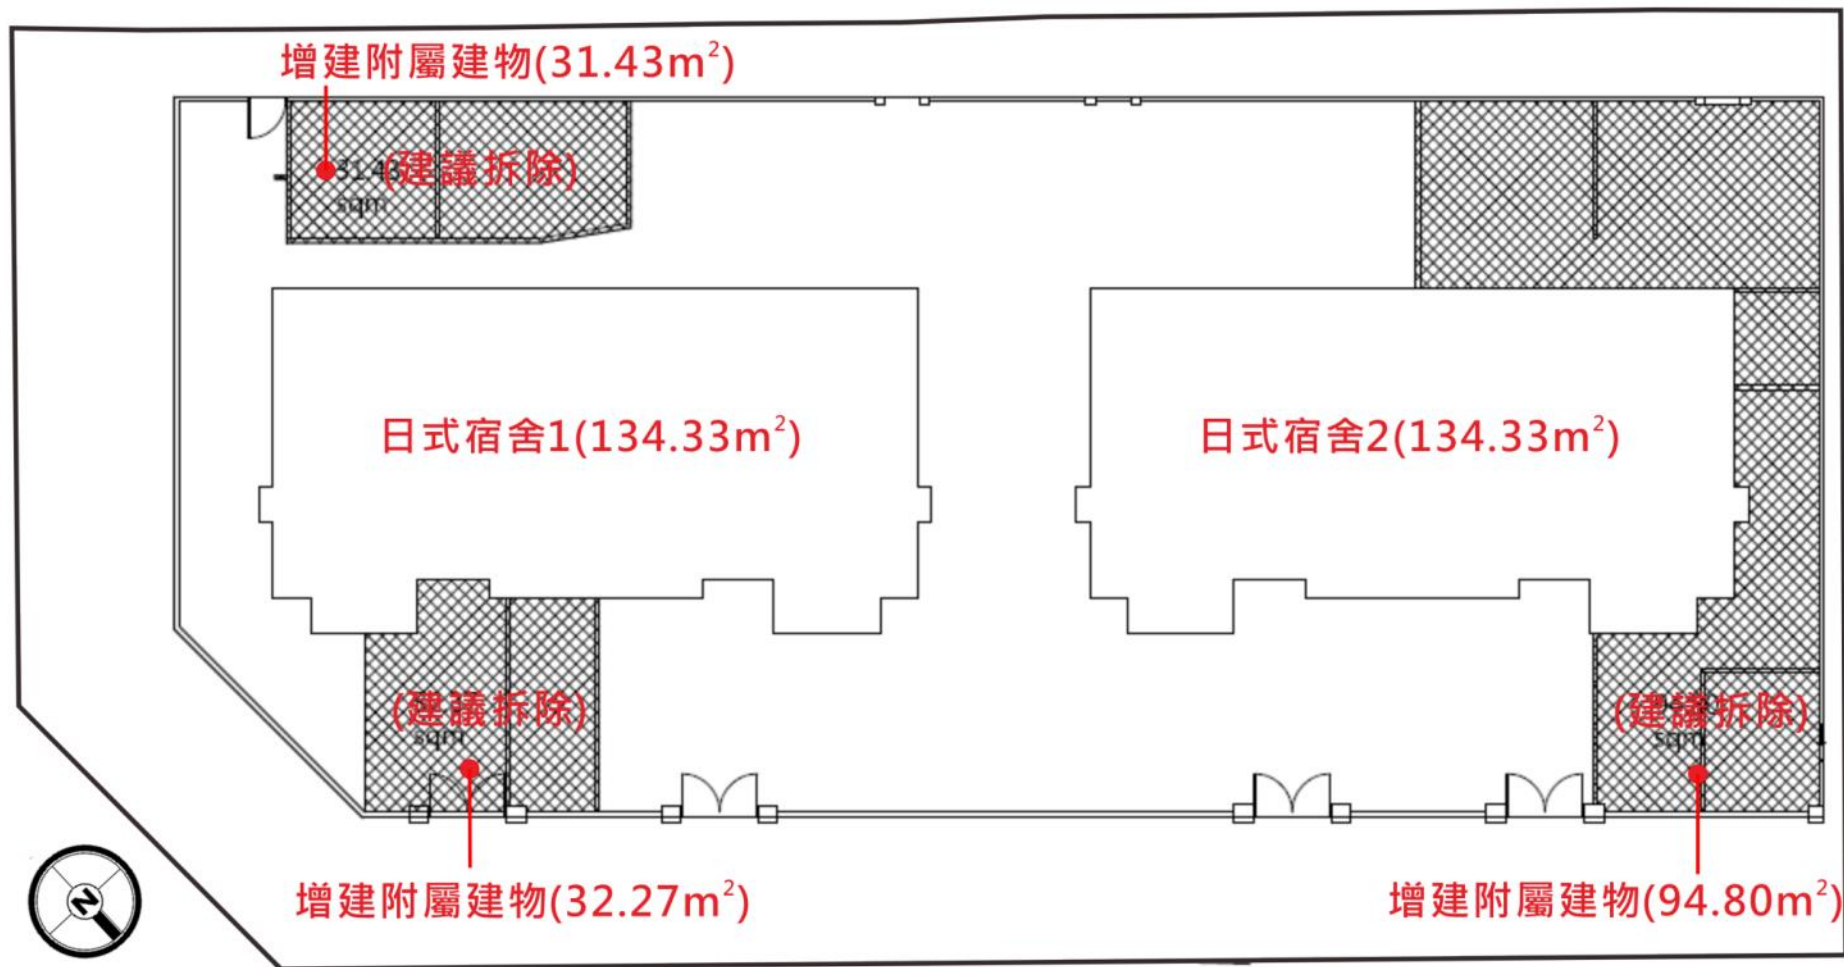 增建附屬建物(31.43m²)
31.43
(建議拆除)
sqm
日式宿舍1(134.33m²)
日式宿舍2(134.33m²)
(建議拆除)
sqm
(建議拆除)
sqm
增建附屬建物(32.27m²)
增建附屬建物(94.80m²)
N